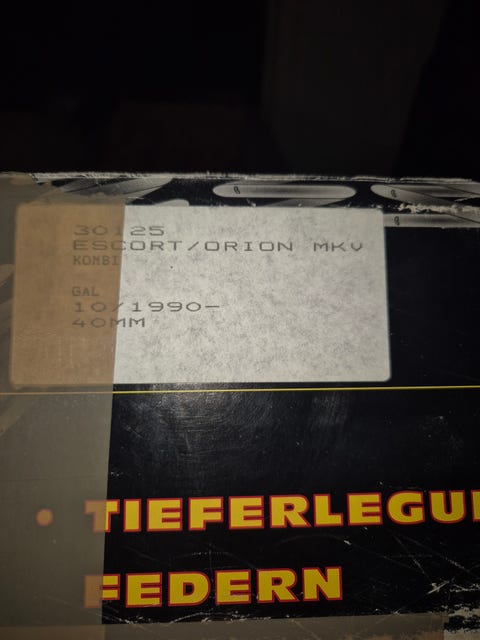 30125
ESCORT/ORION MKV
KOMBI
GAL
10/1990-
40MM
• TIEFERLEGU
FEDERN